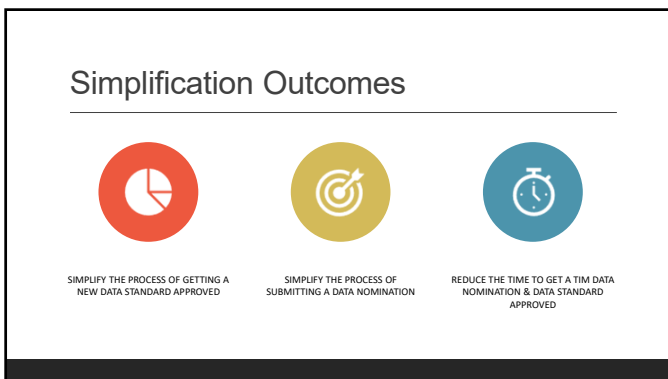 Simplification Outcomes
SIMPLIFY THE PROCESS OF GETTING A
NEW DATA STANDARD APPROVED
SIMPLIFY THE PROCESS OF
SUBMITTING A DATA NOMINATION
REDUCE THE TIME TO GET A TIM DATA
NOMINATION & DATA STANDARD
APPROVED